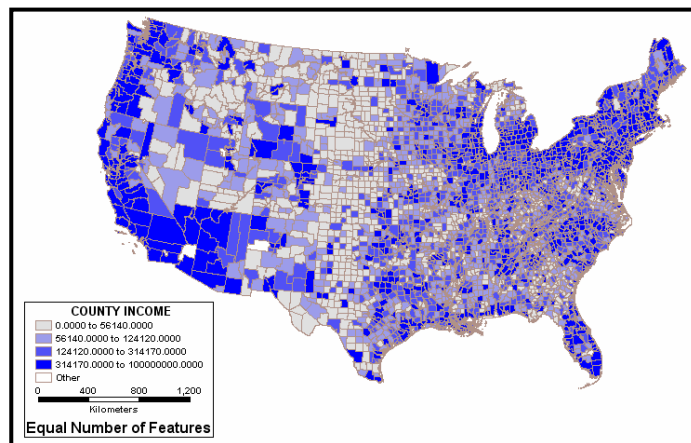 COUNTY INCOME
0.0000 to 56140.0000
56140.0000 to 124120.0000
124120.0000 to 314170.0000
314170.0000 to 100000000.0000
Other
0 400 800 1,200
Kilometers
Equal Number of Features